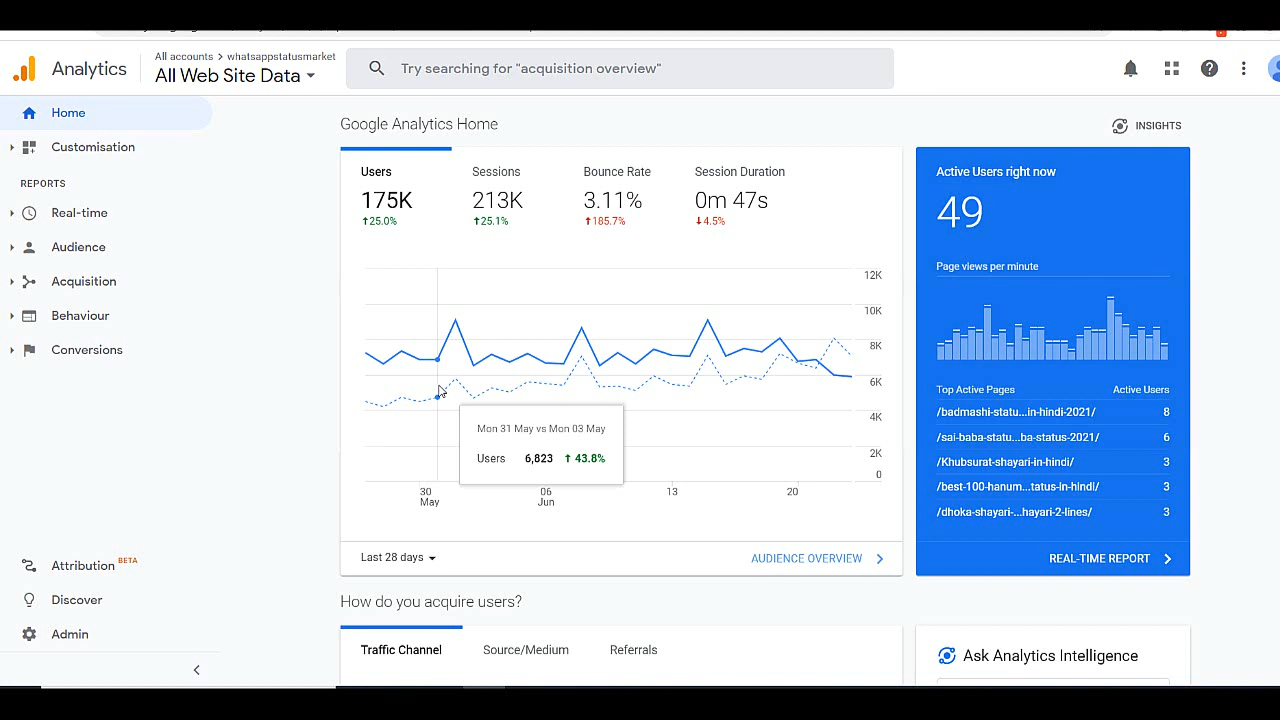 Analytics
All accounts > whatsappstatusmarket
All Web Site Data
Try searching for "acquisition overview"
Home
Customisation
REPORTS
Real-time
Audience
Acquisition
Behaviour
Conversions
Attribution BETA
Discover
Admin
Google Analytics Home
INSIGHTS
Users
175K
↑25.0%
Sessions
213K
↑25.1%
Bounce Rate
3.11%
↑185.7%
Session Duration
0m 47s
↓4.5%
12K
10K
8K
6K
4K
2K
0
30
May
06
Jun
13
20
Mon 31 May vs Mon 03 May
Users 6,823 ↑ 43.8%
Last 28 days
AUDIENCE OVERVIEW
Active Users right now
49
Page views per minute
Top Active Pages Active Users
/badmashi-statu...in-hindi-2021/ 8
/sai-baba-statu...ba-status-2021/ 6
/Khubsurat-shayari-in-hindi/ 3
/best-100-hanum...tatus-in-hindi/ 3
/dhoka-shayari-...hayari-2-lines/ 3
REAL-TIME REPORT
How do you acquire users?
Traffic Channel
Source/Medium
Referrals
Ask Analytics Intelligence